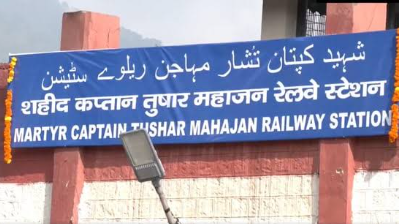 شہید کپتان تشار مہاجن ریلوے سٹیشن
शहीद कप्तान तुषार महाजन रेलवे स्टेशन
MARTYR CAPTAIN TUSHAR MAHAJAN RAILWAY STATION